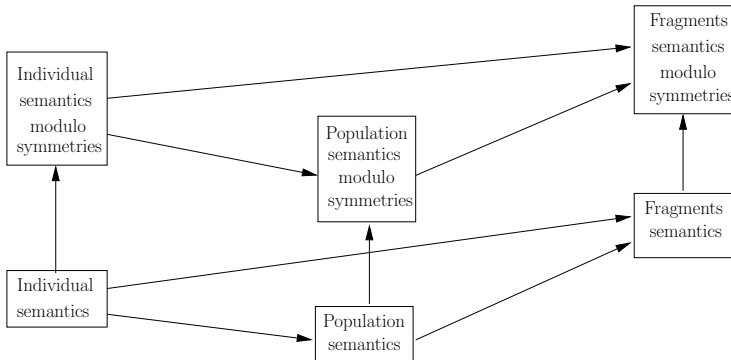 Fragments
semantics
modulo
symmetries
Individual
semantics
modulo
symmetries
Population
semantics
modulo
symmetries
Fragments
semantics
Individual
semantics
Population
semantics